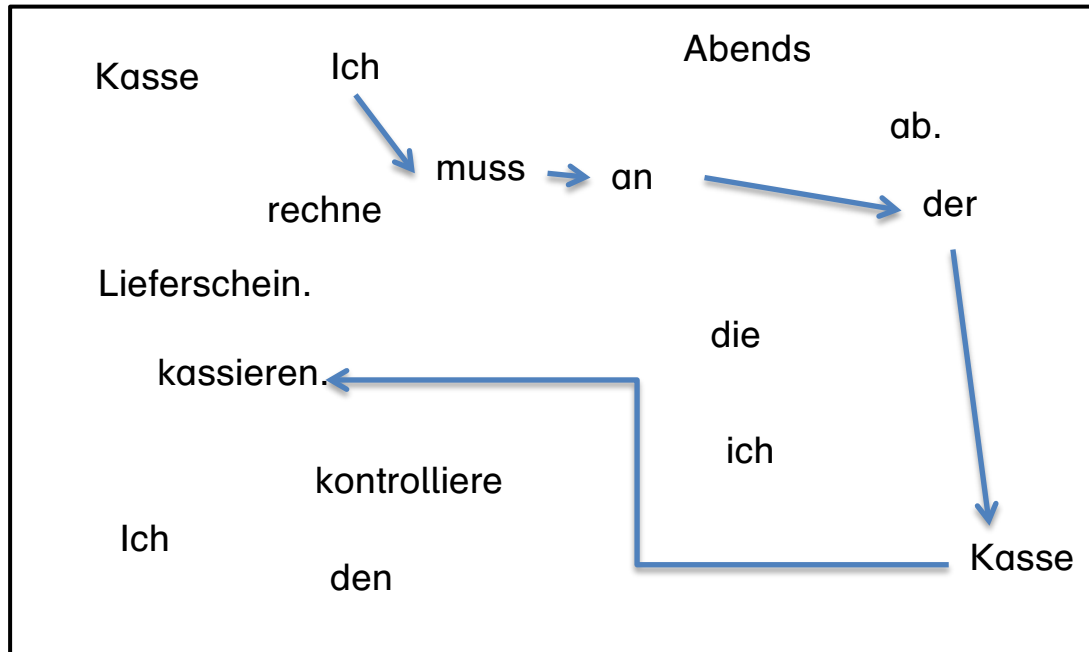 Kasse
Ich
Abends
ab.
muss
an
der
rechne
Lieferschein.
die
kassieren.
ich
kontrolliere
Ich
Kasse
den